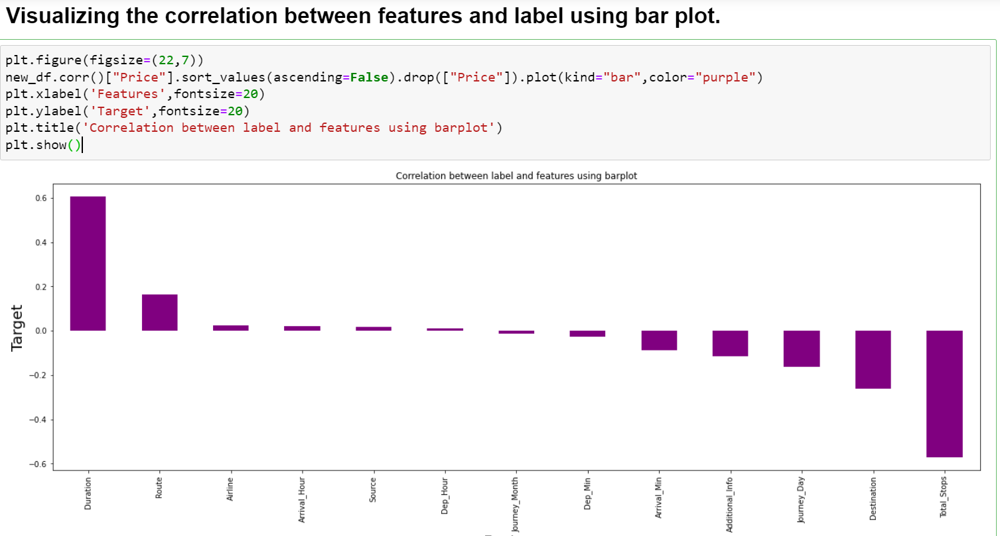 Visualizing the correlation between features and label using bar plot.
plt.figure(figsize=(22,7))
new_df.corr()["Price"].sort_values(ascending=False).drop(["Price"]).plot(kind="bar",color="purple")
plt.xlabel('Features',fontsize=20)
plt.ylabel('Target',fontsize=20)
plt.title('Correlation between label and features using barplot')
plt.show()
Correlation between label and features using barplot
0.6
0.4
0.2
0.0
−0.2
−0.4
−0.6
Target
Duration
Route
Airline
Arrival_Hour
Source
Dep_Hour
Journey_Month
Dep_Min
Arrival_Min
Additional_Info
Journey_Day
Destination
Total_Stops